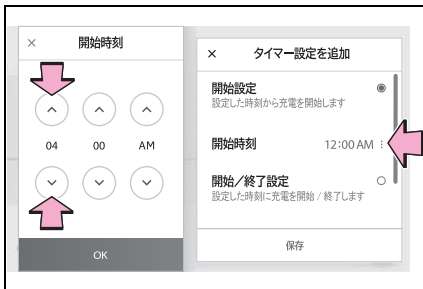 × 開始時刻
04 00 AM
OK
× タイマー設定を追加
開始設定
設定した時刻から充電を開始します
開始時刻 12:00 AM
開始／終了設定
設定した時刻に充電を開始 / 終了します
保存